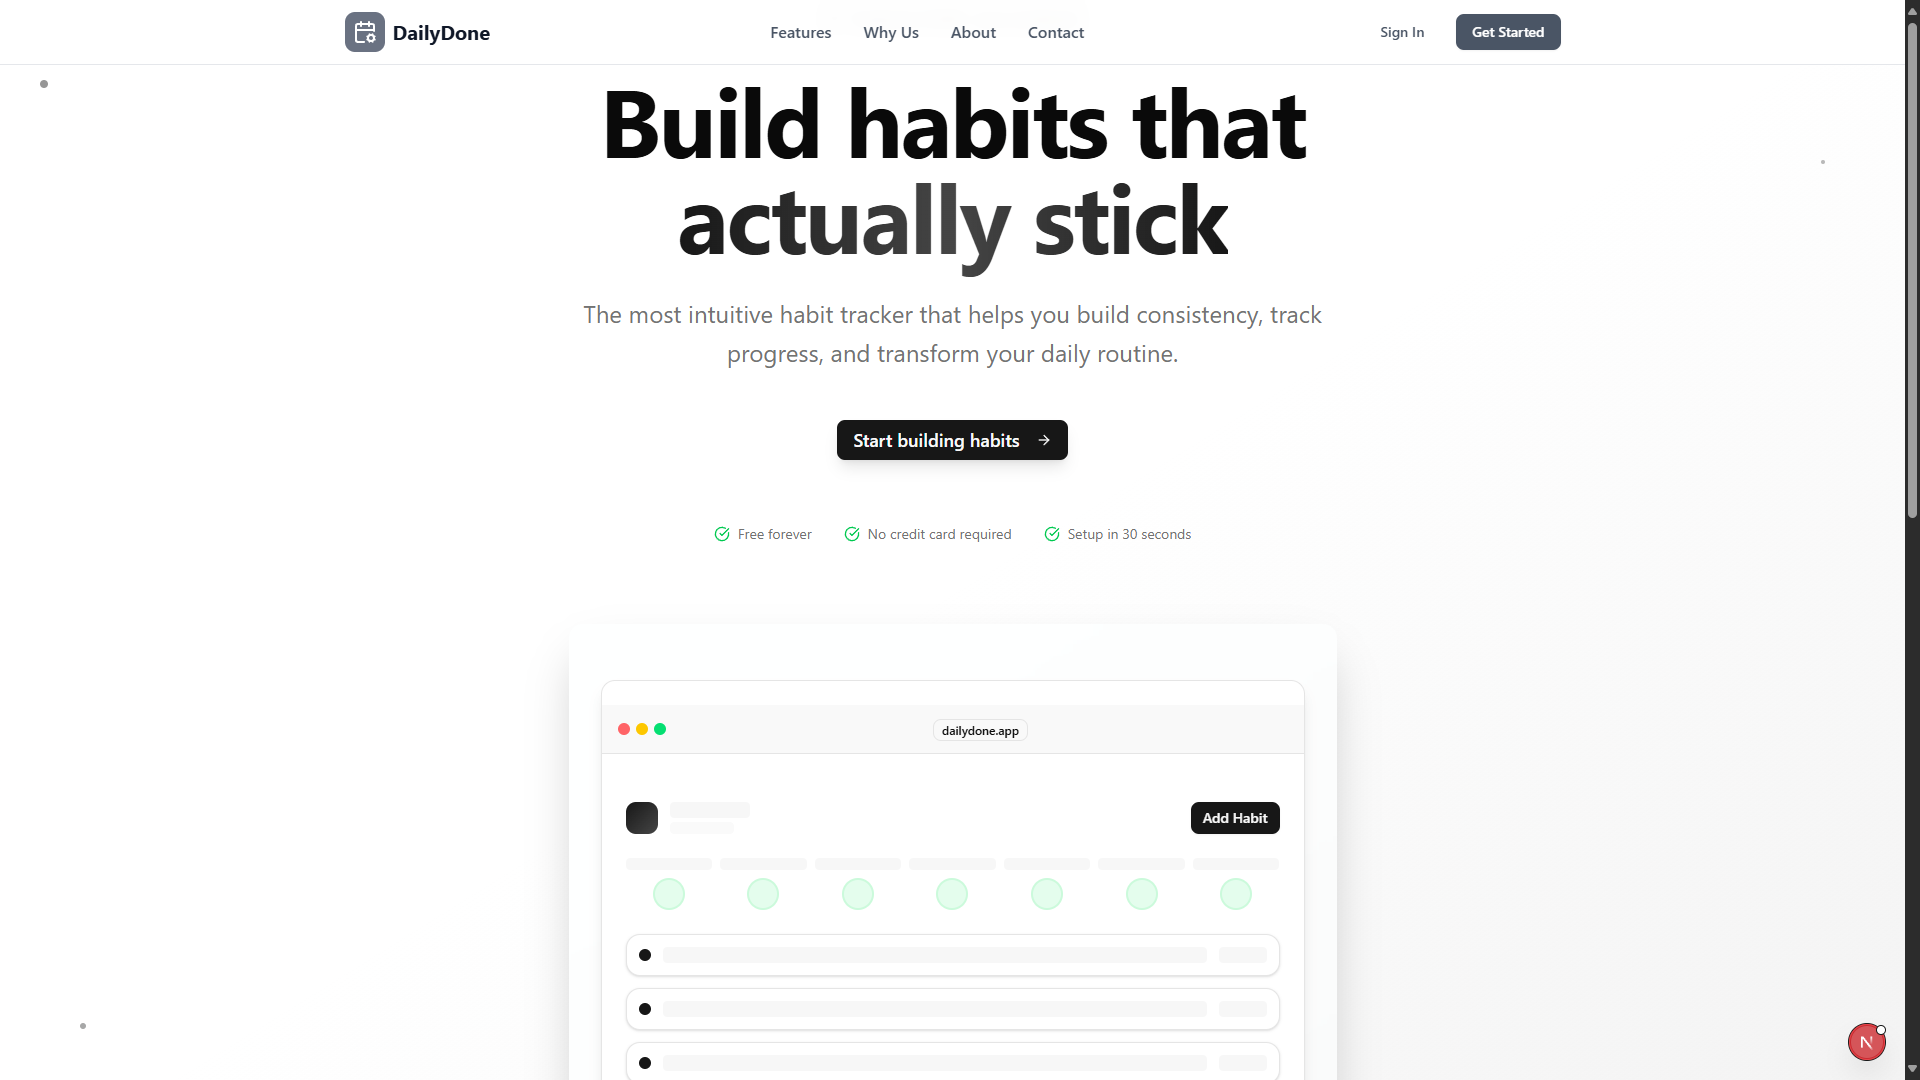 DailyDone
Features
Why Us
About
Contact
Sign In
Get Started
Build habits that
actually stick
The most intuitive habit tracker that helps you build consistency, track
progress, and transform your daily routine.
Start building habits →
Free forever
No credit card required
Setup in 30 seconds
dailydone.app
Add Habit
N